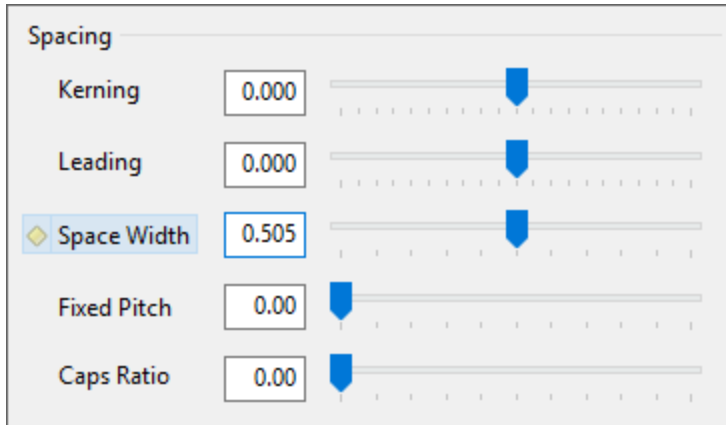 Spacing
Kerning 0.000
Leading 0.000
Space Width 0.505
Fixed Pitch 0.00
Caps Ratio 0.00